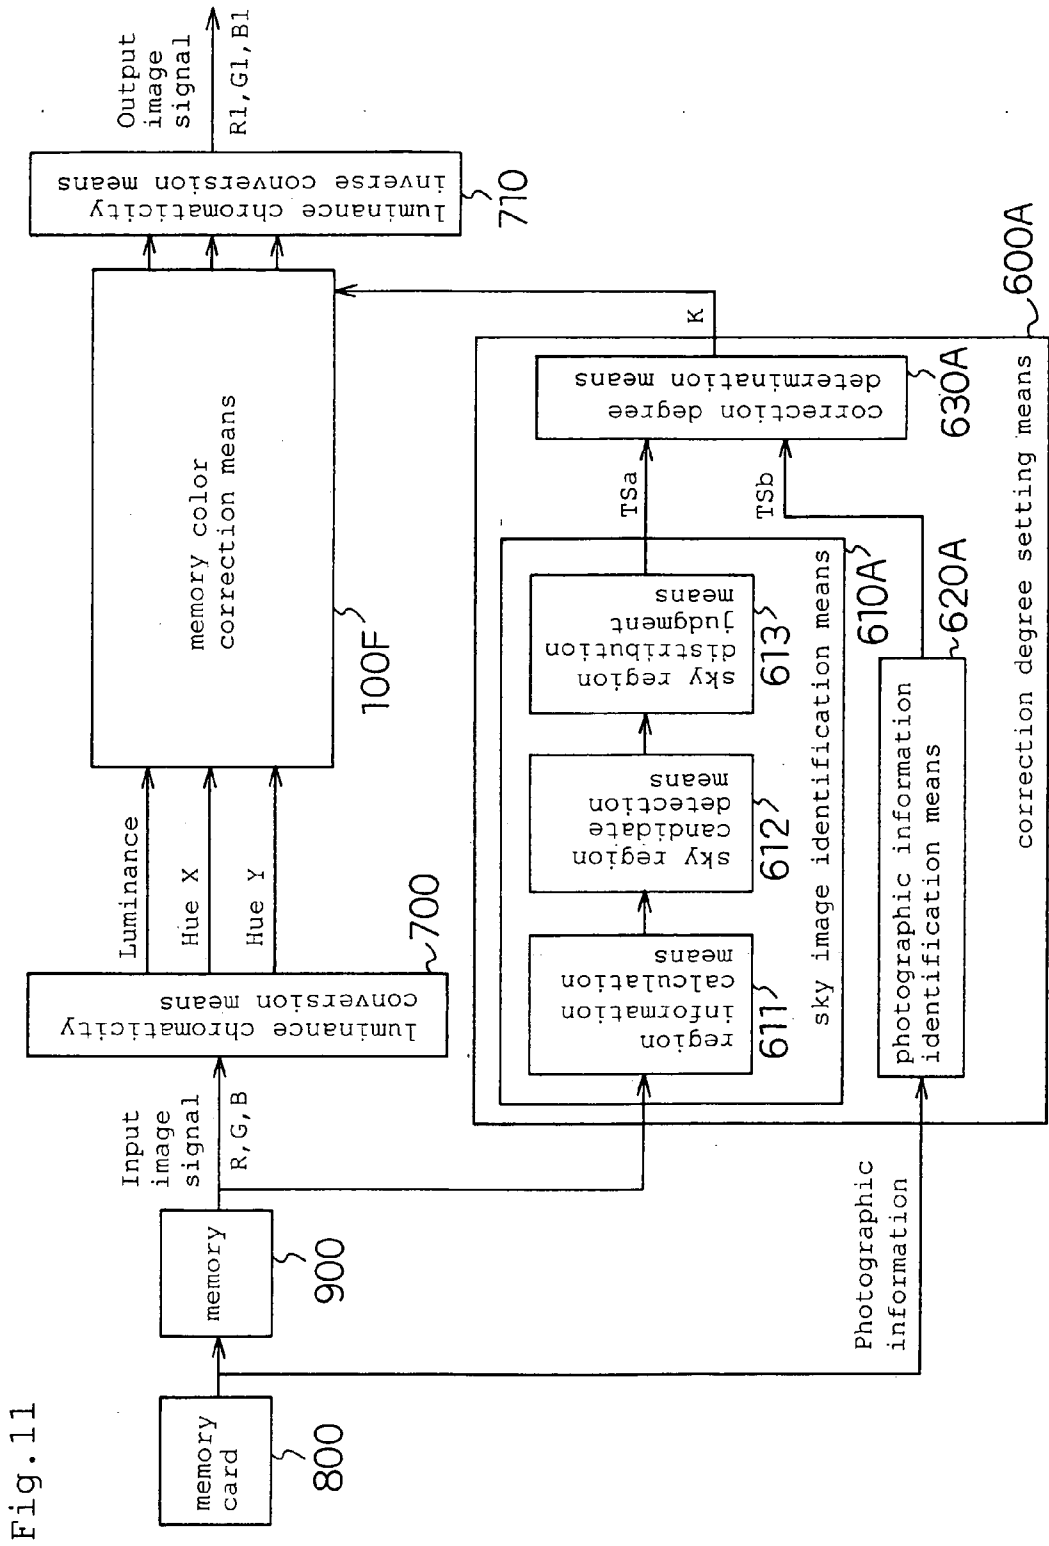 Fig.11
memory
card
800
memory
900
Input
image
signal
R,G,B
luminance chromaticity
conversion means
700
Luminance
Hue X
Hue Y
memory color
correction means
100F
luminance chromaticity
inverse conversion means
710
Output
image
signal
R1,G1,B1
Photographic
information
region
information
calculation
means
611
sky region
candidate
detection
means
612
sky region
distribution
judgment
means
613
sky image identification means
610A
photographic information
identification means
620A
TSa
TSb
correction degree
determination means
630A
K
correction degree setting means
600A